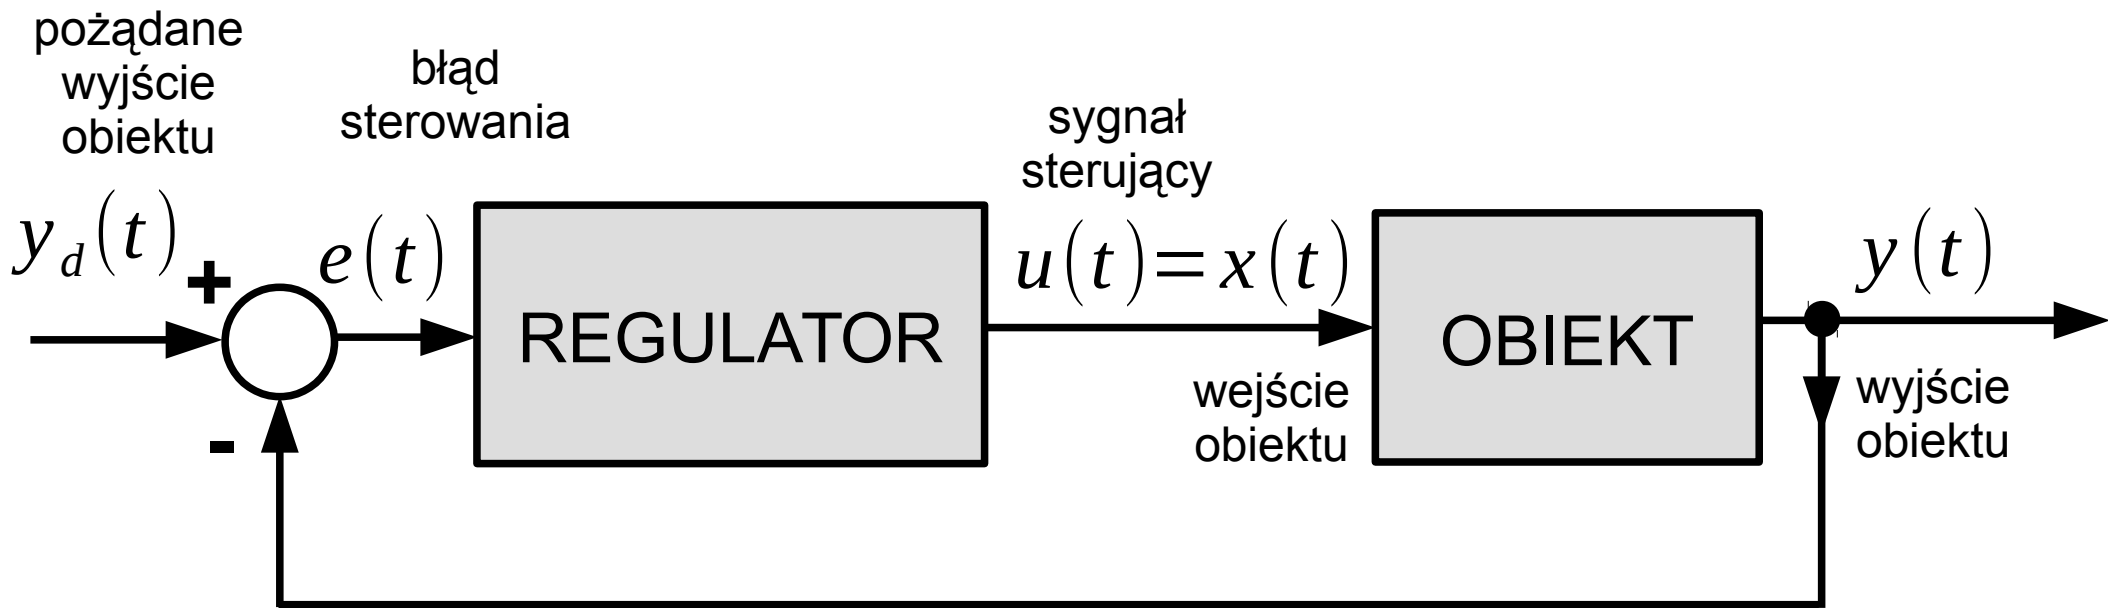 pożądane
wyjście
obiektu
błąd
sterowania
sygnał
sterujący
y_d(t)
+
e(t)
REGULATOR
u(t)=x(t)
OBIEKT
y(t)
-
wejście
obiektu
wyjście
obiektu